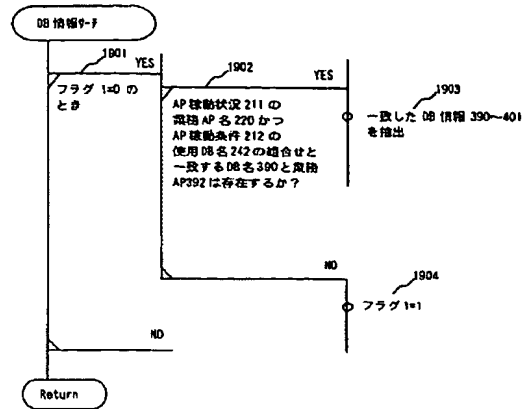 DB 情報サーチ
1901
YES
フラグ 1=0 の
とき
1902
YES
AP 稼動状況 211 の
業務 AP 名 220 かつ
AP 稼動条件 212 の
使用 DB 名 242 の組合せと
一致する DB 名 390 と業務
AP392 は存在するか?
1903
一致した DB 情報 390~401
を抽出
NO
1904
フラグ 1=1
NO
Return